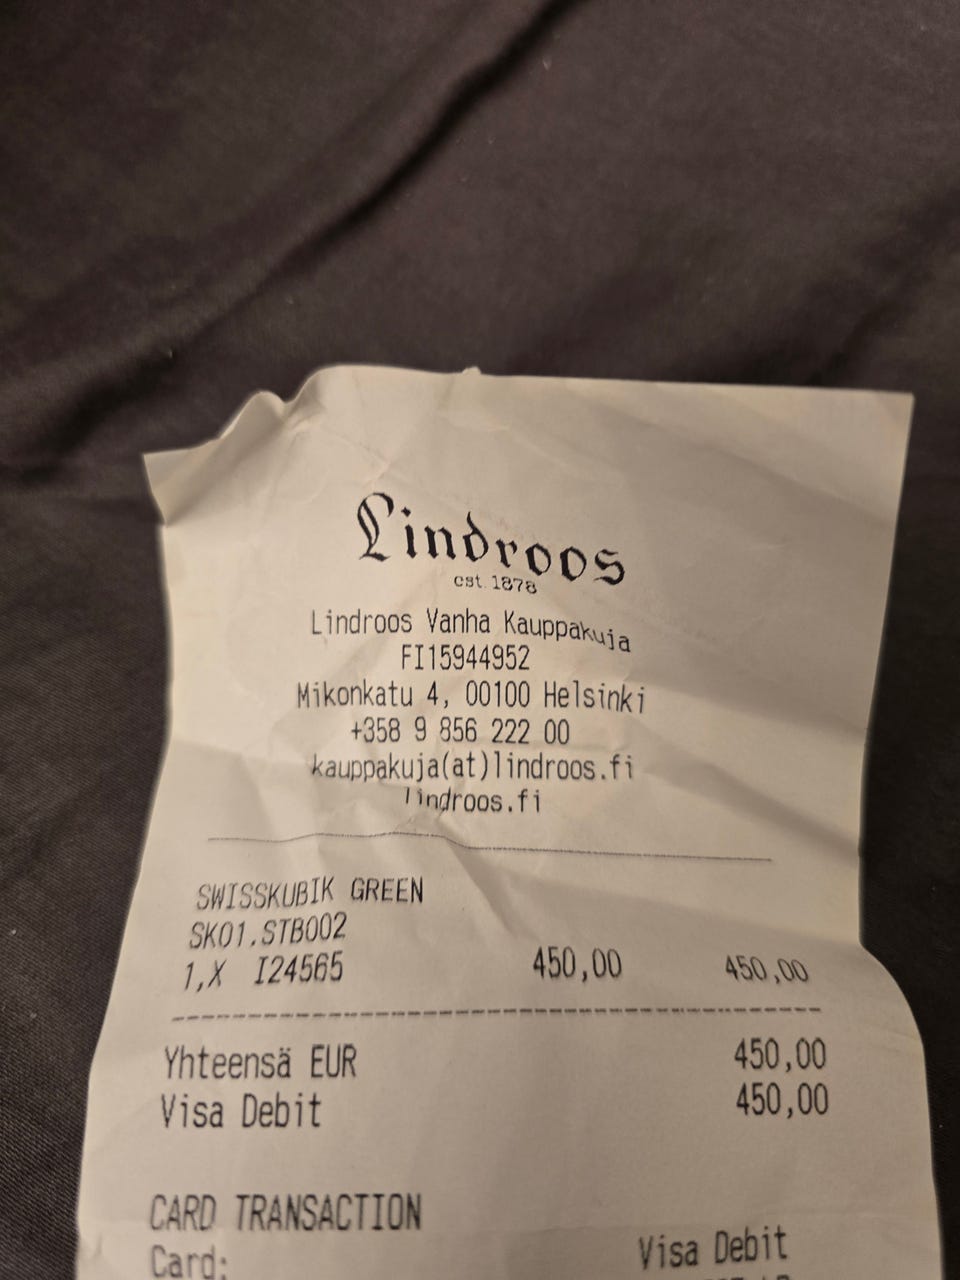 Lindroos
est. 1878
Lindroos Vanha Kauppakuja
FI15944952
Mikonkatu 4, 00100 Helsinki
+358 9 856 222 00
kauppakuja(at)lindroos.fi
lindroos.fi
SWISSKUBIK GREEN
SK01.STB002
1,X I24565 450,00 450,00
Yhteensä EUR 450,00
Visa Debit 450,00
CARD TRANSACTION
Card: Visa Debit